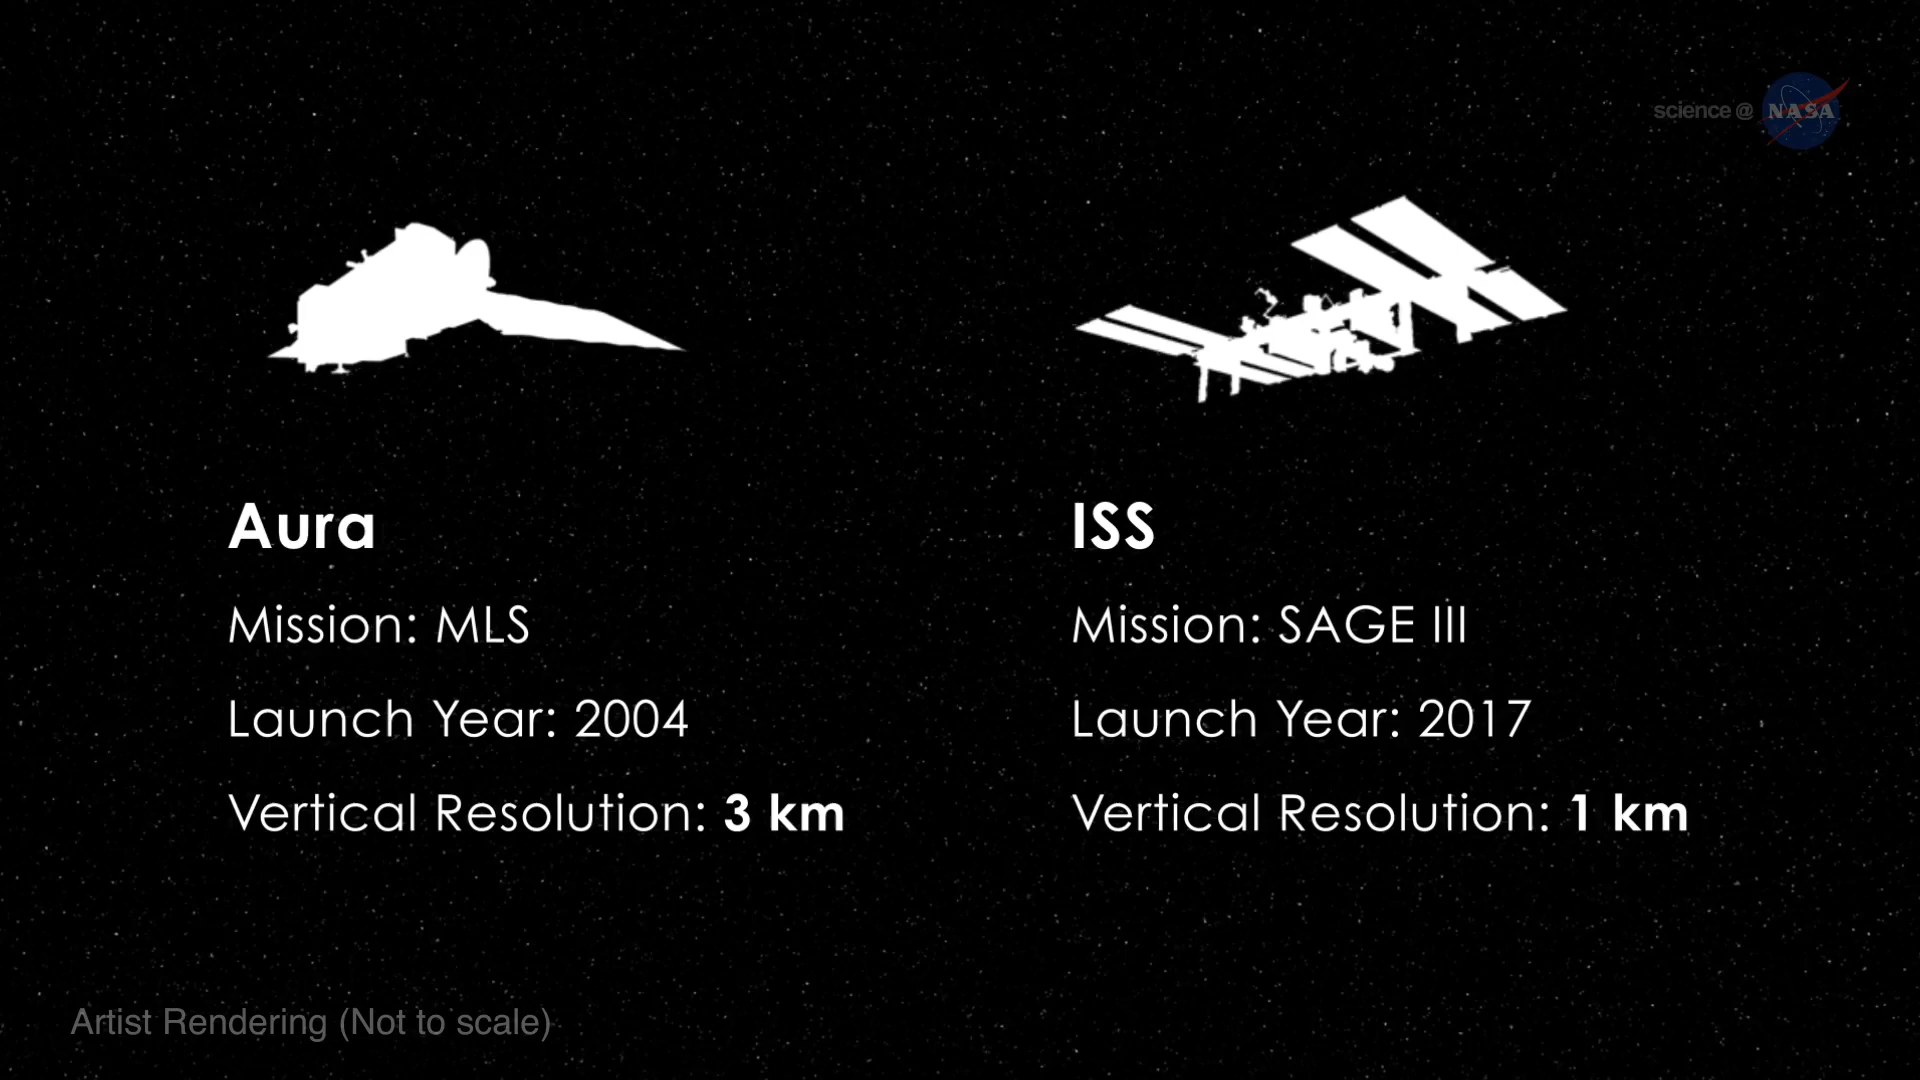 science @ NASA
Aura
Mission: MLS
Launch Year: 2004
Vertical Resolution: 3 km
ISS
Mission: SAGE III
Launch Year: 2017
Vertical Resolution: 1 km
Artist Rendering (Not to scale)